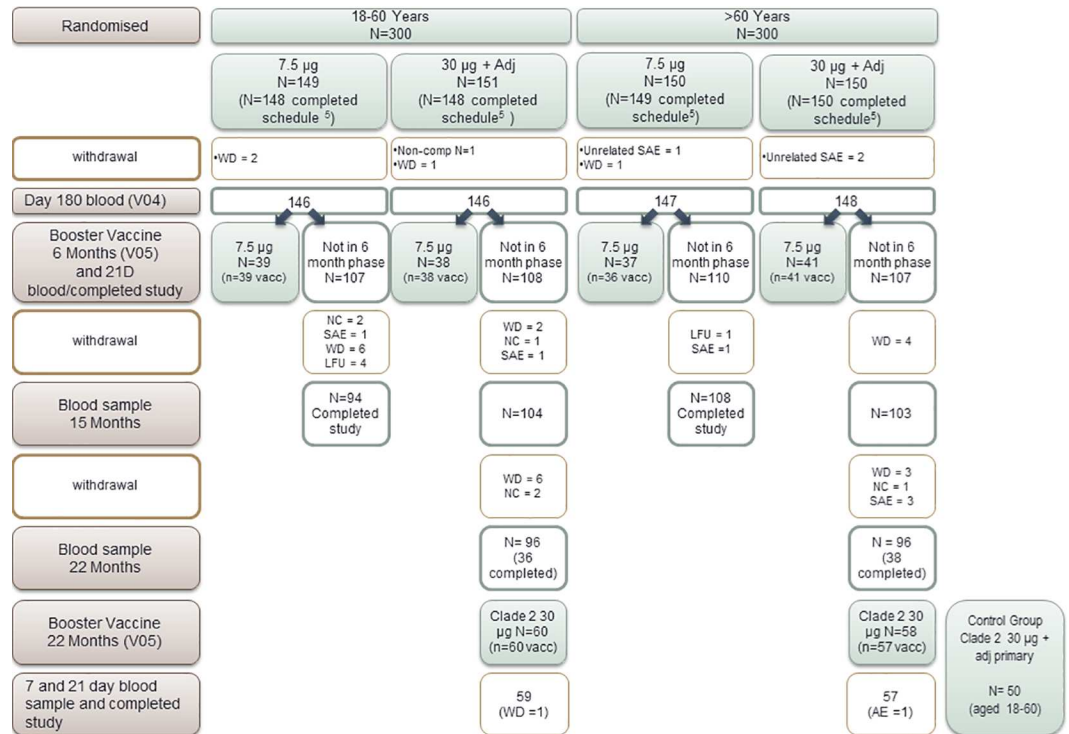 Randomised
18-60 Years
N=300
>60 Years
N=300
7.5 µg
N=149
(N=148 completed
schedule ⁵)
30 µg + Adj
N=151
(N=148 completed
schedule⁵ )
7.5 µg
N=150
(N=149 completed
schedule⁵)
30 µg + Adj
N=150
(N=150 completed
schedule⁵)
withdrawal
•WD = 2
•Non-comp N=1
•WD = 1
•Unrelated SAE = 1
•WD = 1
•Unrelated SAE = 2
Day 180 blood (V04)
146
146
147
148
Booster Vaccine
6 Months (V05)
and 21D
blood/completed study
7.5 µg
N=39
(n=39 vacc)
Not in 6
month phase
N=107
7.5 µg
N=38
(n=38 vacc)
Not in 6
month phase
N=108
7.5 µg
N=37
(n=36 vacc)
Not in 6
month phase
N=110
7.5 µg
N=41
(n=41 vacc)
Not in 6
month phase
N=107
withdrawal
NC = 2
SAE = 1
WD = 6
LFU = 4
WD = 2
NC = 1
SAE = 1
LFU = 1
SAE =1
WD = 4
Blood sample
15 Months
N=94
Completed
study
N=104
N=108
Completed
study
N=103
withdrawal
WD = 6
NC = 2
WD = 3
NC = 1
SAE = 3
Blood sample
22 Months
N= 96
(36
completed)
N = 96
(38
completed)
Booster Vaccine
22 Months (V05)
Clade 2 30
µg N=60
(n=60 vacc)
Clade 2 30
µg N=58
(n=57 vacc)
Control Group
Clade 2 30 µg +
adj primary
N= 50
(aged 18-60)
7 and 21 day blood
sample and completed
study
59
(WD =1)
57
(AE =1)